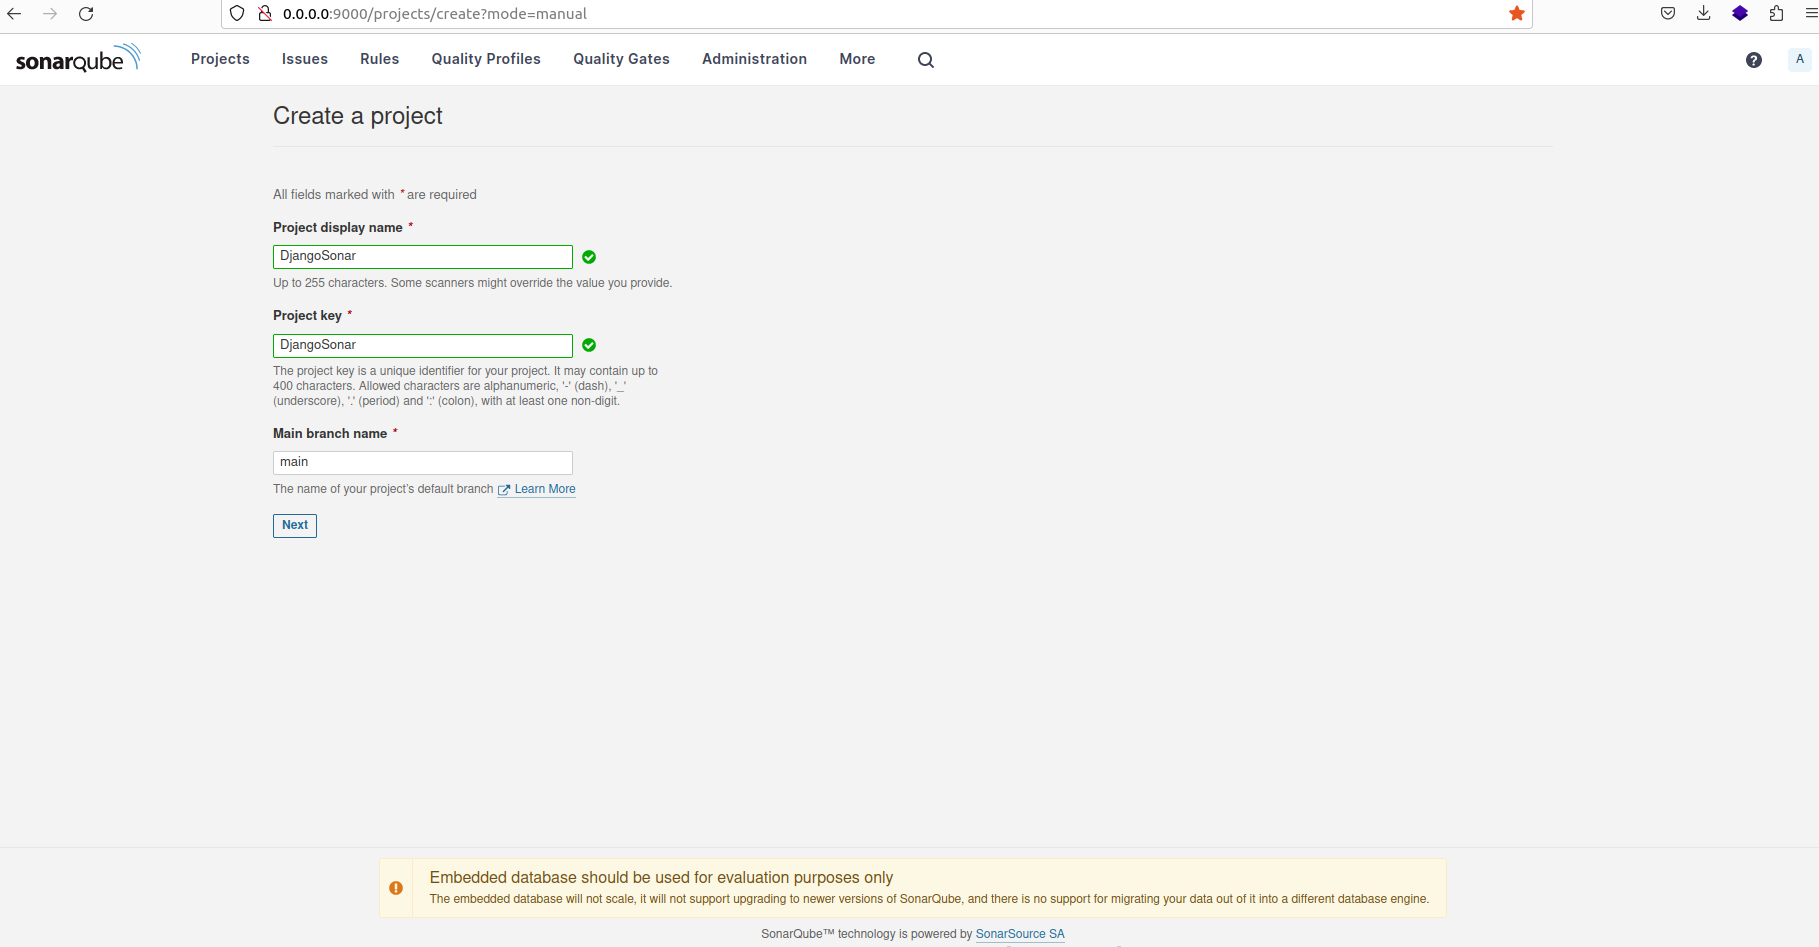 0.0.0.0:9000/projects/create?mode=manual
sonarqube Projects Issues Rules Quality Profiles Quality Gates Administration More ? A
Create a project
All fields marked with * are required
Project display name *
DjangoSonar
Up to 255 characters. Some scanners might override the value you provide.
Project key *
DjangoSonar
The project key is a unique identifier for your project. It may contain up to
400 characters. Allowed characters are alphanumeric, '-' (dash), '_'
(underscore), '.' (period) and ':' (colon), with at least one non-digit.
Main branch name *
main
The name of your project's default branch Learn More
Next
Embedded database should be used for evaluation purposes only
The embedded database will not scale, it will not support upgrading to newer versions of SonarQube, and there is no support for migrating your data out of it into a different database engine.
SonarQube™ technology is powered by SonarSource SA